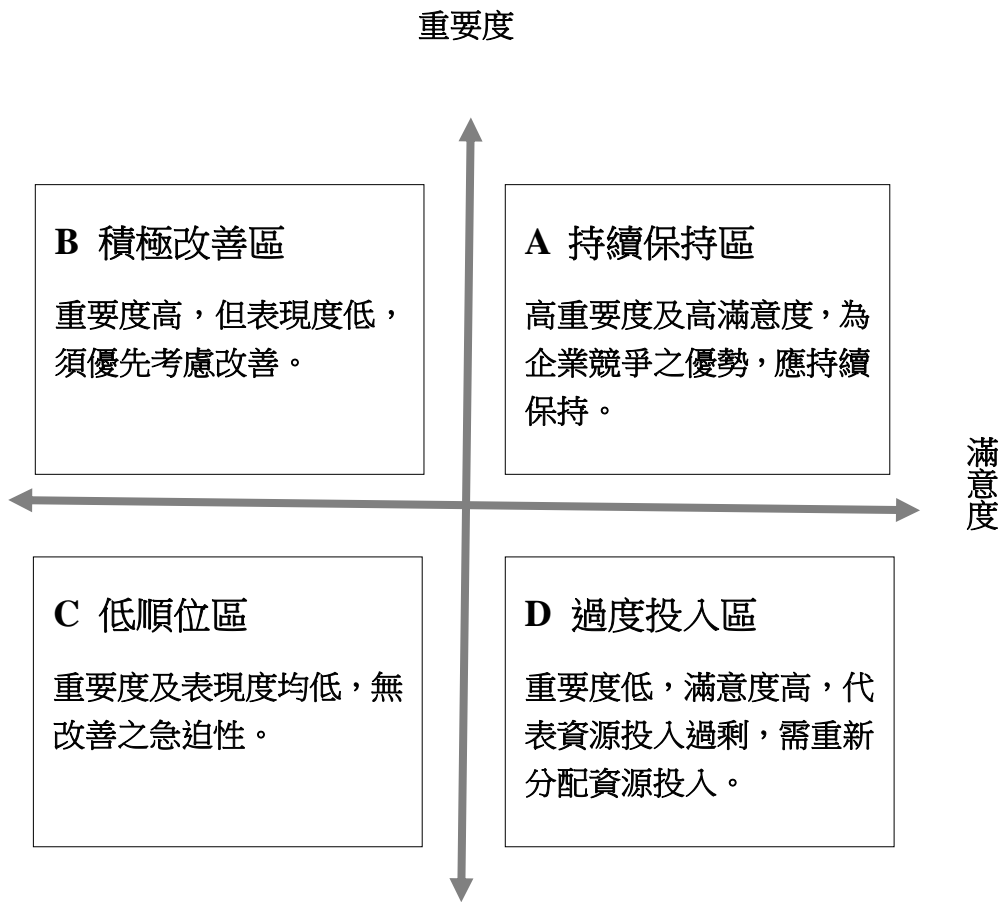 重要度
B 積極改善區
重要度高，但表現度低，
須優先考慮改善。
A 持續保持區
高重要度及高滿意度，為
企業競爭之優勢，應持續
保持。
滿意度
C 低順位區
重要度及表現度均低，無
改善之急迫性。
D 過度投入區
重要度低，滿意度高，代
表資源投入過剩，需重新
分配資源投入。